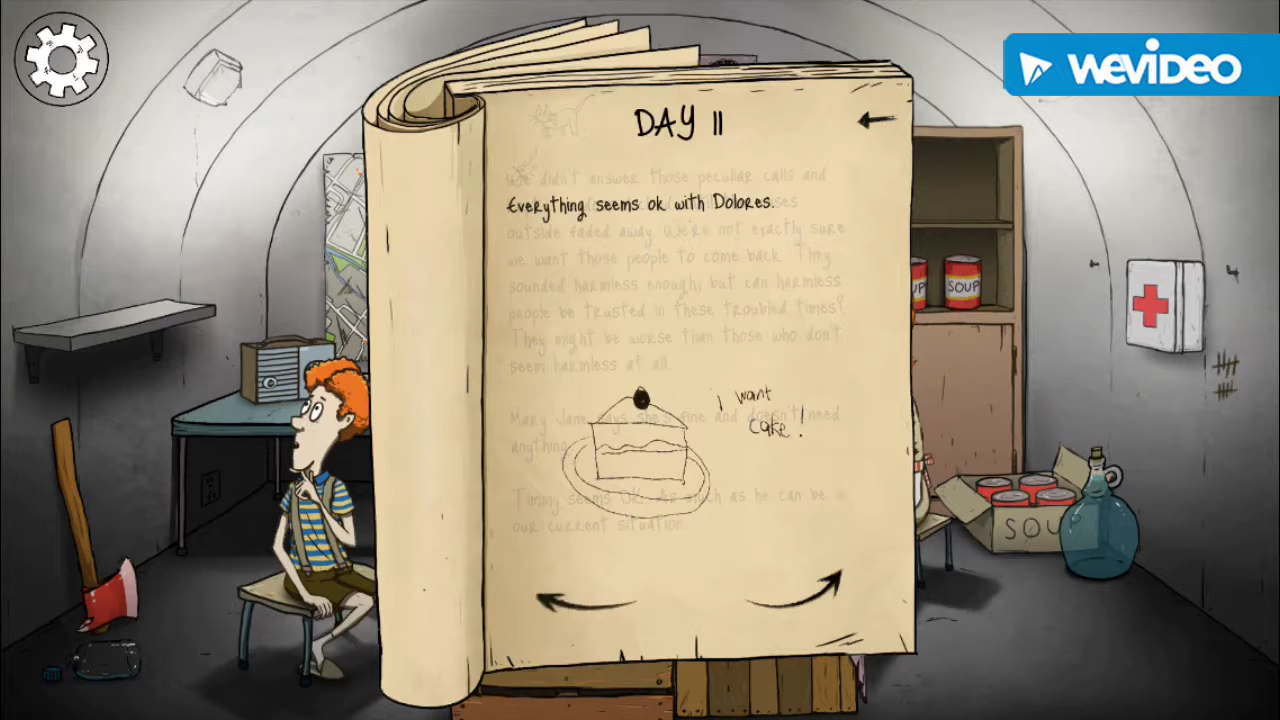 WEVIDEO
DAY 11
We didn't answer those peculiar calls and
Everything seems ok with Dolores.
outside faded away. We're not exactly sure
we want those people to come back. They
sounded harmless enough, but can harmless
people be trusted in these troubled times?
They might be worse than those who don't
seem harmless at all.
i want
cake!
Mary Jane says she's fine and doesn't need
anything
Timmy seems OK. As much as he can be in
our current situation.
SOUP
SOU